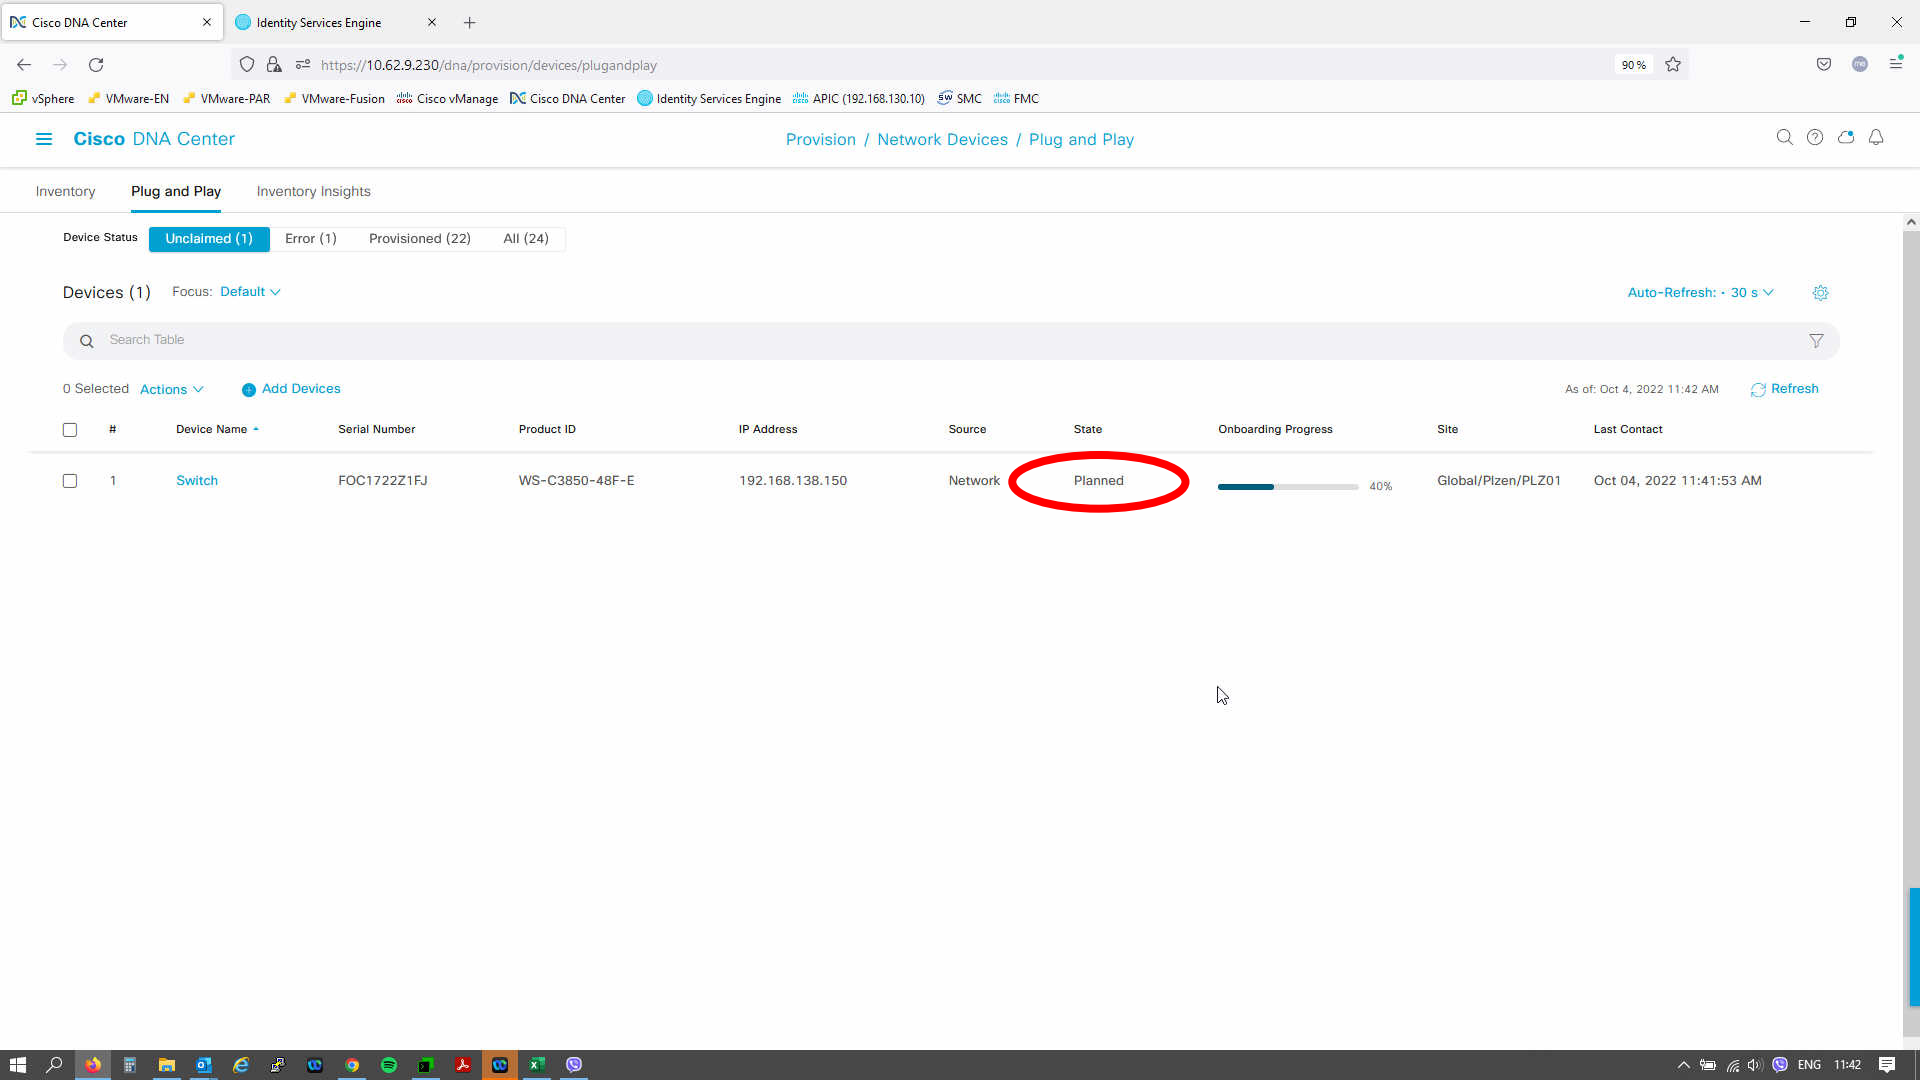 Cisco DNA Center
Identity Services Engine
https://10.62.9.230/dna/provision/devices/plugandplay
90%
me
vSphere VMware-EN VMware-PAR VMware-Fusion Cisco vManage Cisco DNA Center Identity Services Engine APIC (192.168.130.10) SMC FMC
Cisco DNA Center
Provision / Network Devices / Plug and Play
Inventory Plug and Play Inventory Insights
Device Status Unclaimed (1) Error (1) Provisioned (22) All (24)
Devices (1) Focus: Default
Auto-Refresh: • 30 s
Search Table
0 Selected Actions Add Devices
As of: Oct 4, 2022 11:42 AM Refresh
# Device Name Serial Number Product ID IP Address Source State Onboarding Progress Site Last Contact
1 Switch FOC1722Z1FJ WS-C3850-48F-E 192.168.138.150 Network Planned 40% Global/Plzen/PLZ01 Oct 04, 2022 11:41:53 AM
ENG 11:42